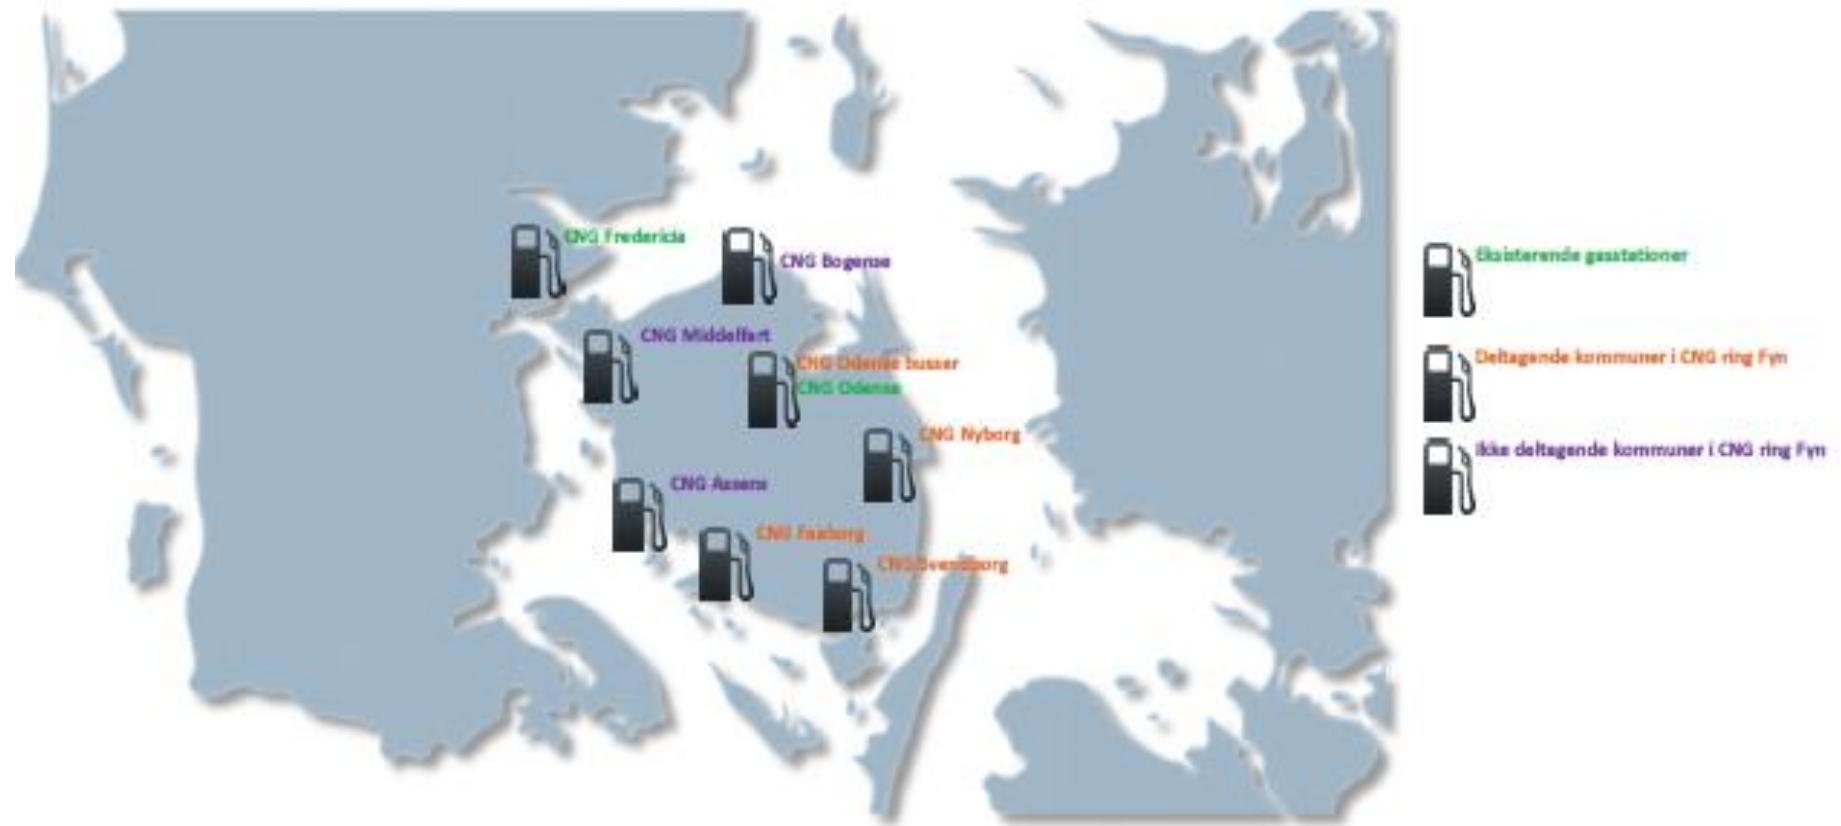 CNG Fredericia
CNG Bogense
CNG Middelfart
CNG Odense busser
CNG Odense
CNG Nyborg
CNG Assens
CNG Faaborg
CNG Svendborg
Eksisterende gasstationer
Deltagende kommuner i CNG ring Fyn
Ikke deltagende kommuner i CNG ring Fyn